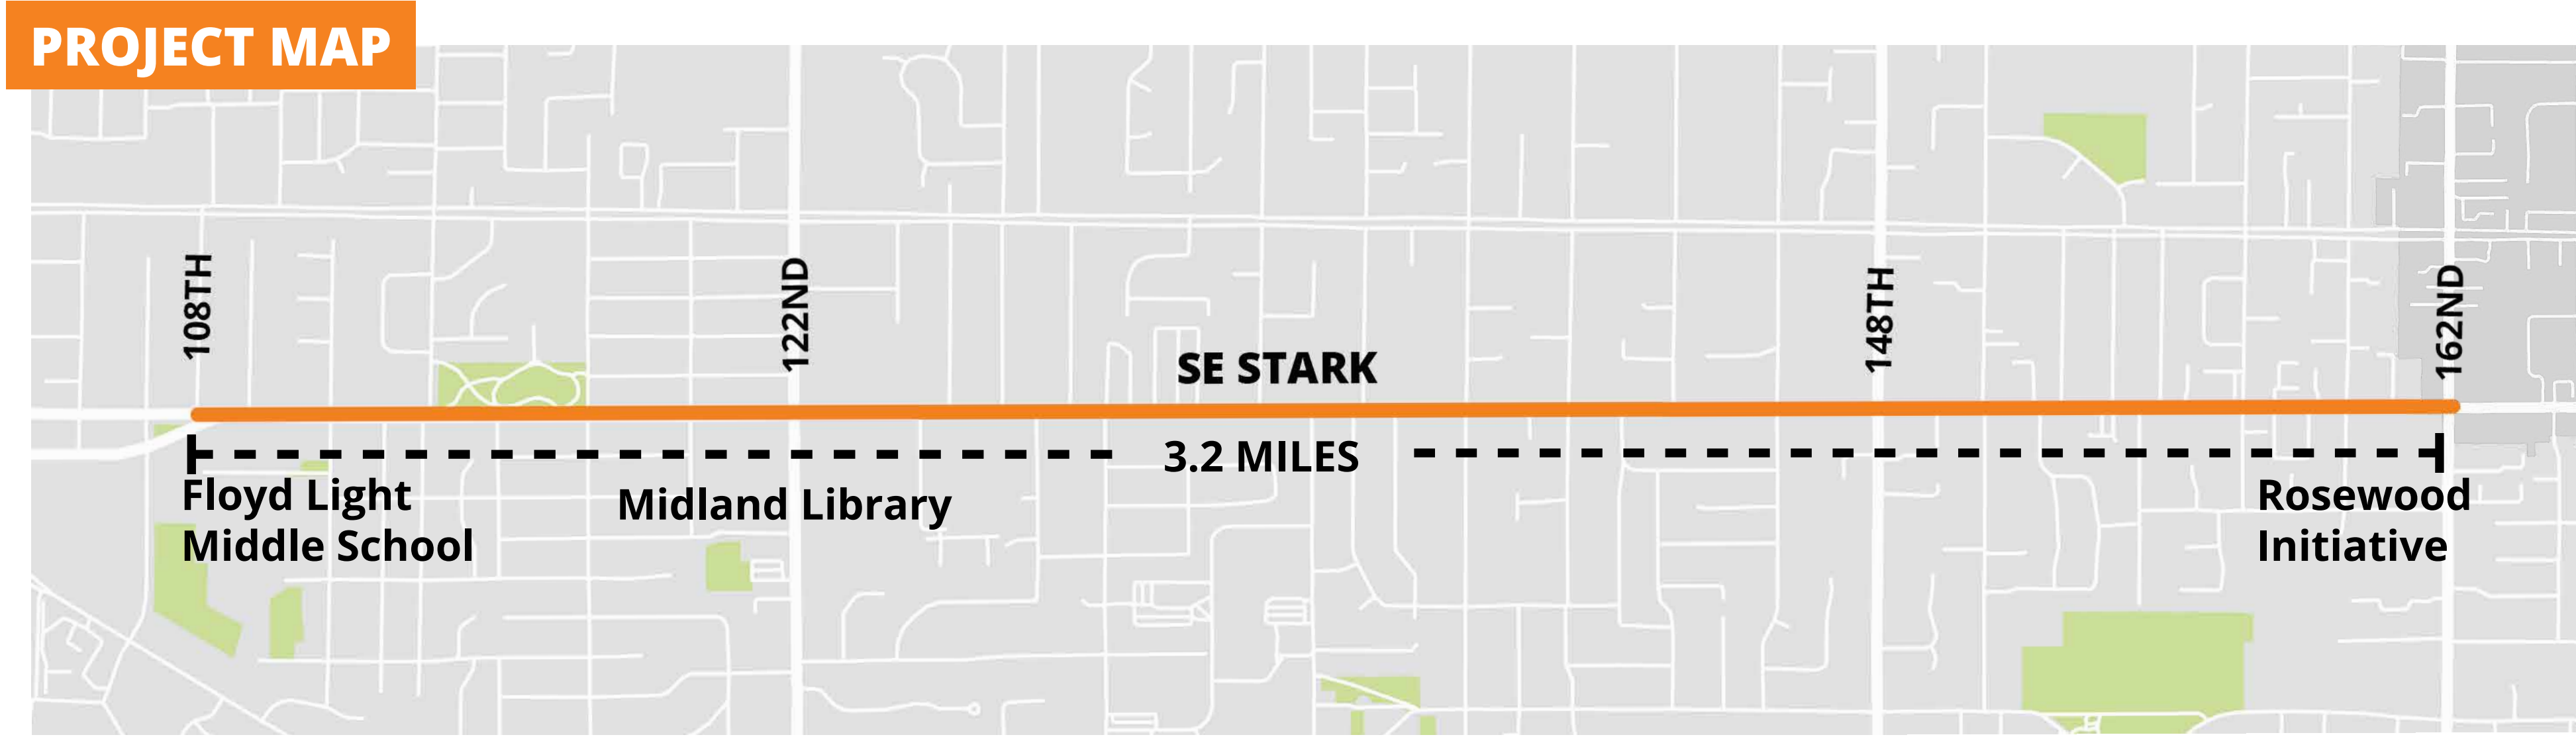 PROJECT MAP
108TH
122ND
148TH
162ND
SE STARK
3.2 MILES
Floyd Light
Middle School
Midland Library
Rosewood
Initiative